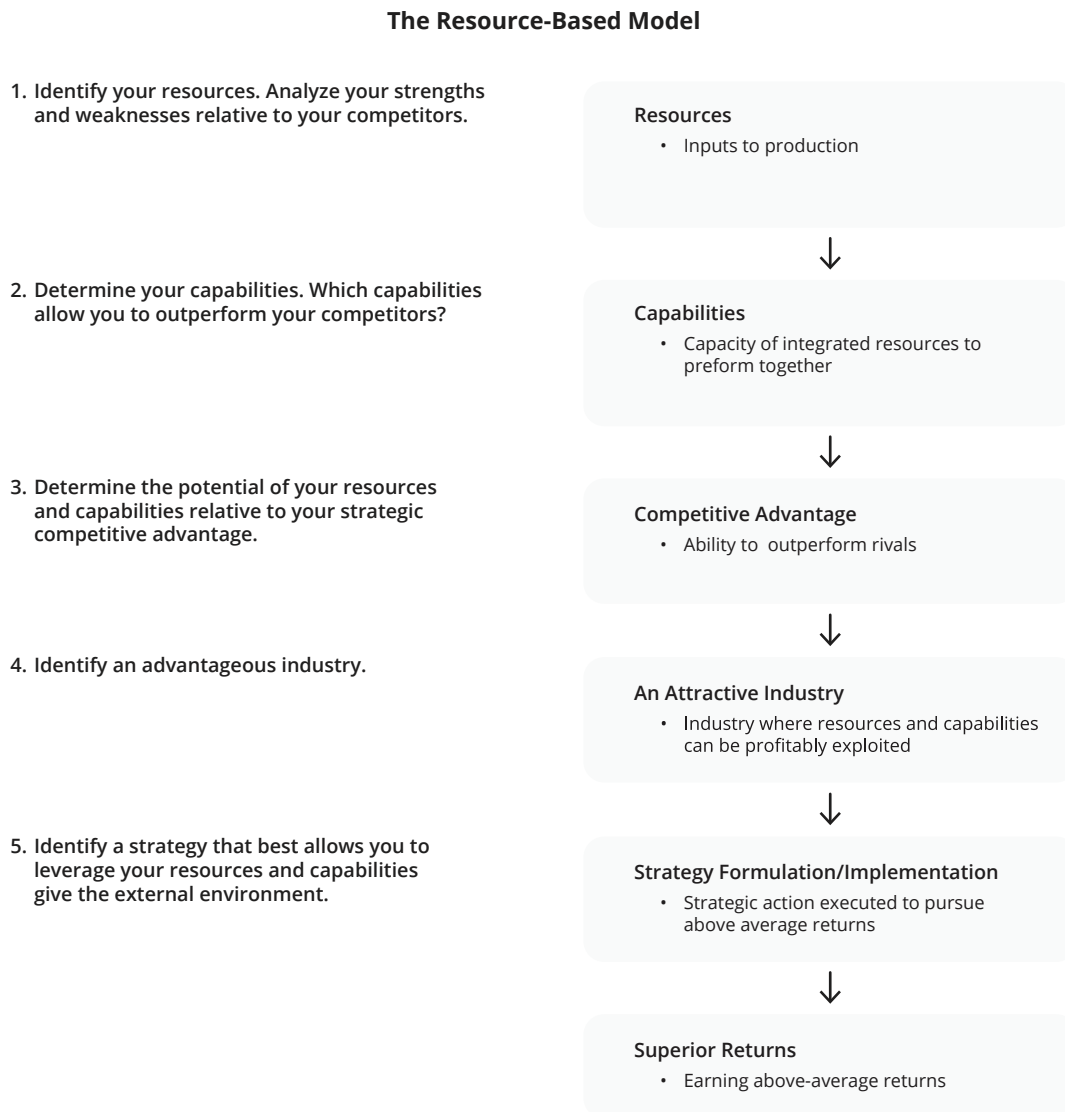 The Resource-Based Model
1. Identify your resources. Analyze your strengths
and weaknesses relative to your competitors.
Resources
• Inputs to production
2. Determine your capabilities. Which capabilities
allow you to outperform your competitors?
Capabilities
• Capacity of integrated resources to
preform together
3. Determine the potential of your resources
and capabilities relative to your strategic
competitive advantage.
Competitive Advantage
• Ability to  outperform rivals
4. Identify an advantageous industry.
An Attractive Industry
• Industry where resources and capabilities
can be profitably exploited
5. Identify a strategy that best allows you to
leverage your resources and capabilities
give the external environment.
Strategy Formulation/Implementation
• Strategic action executed to pursue
above average returns
Superior Returns
• Earning above-average returns